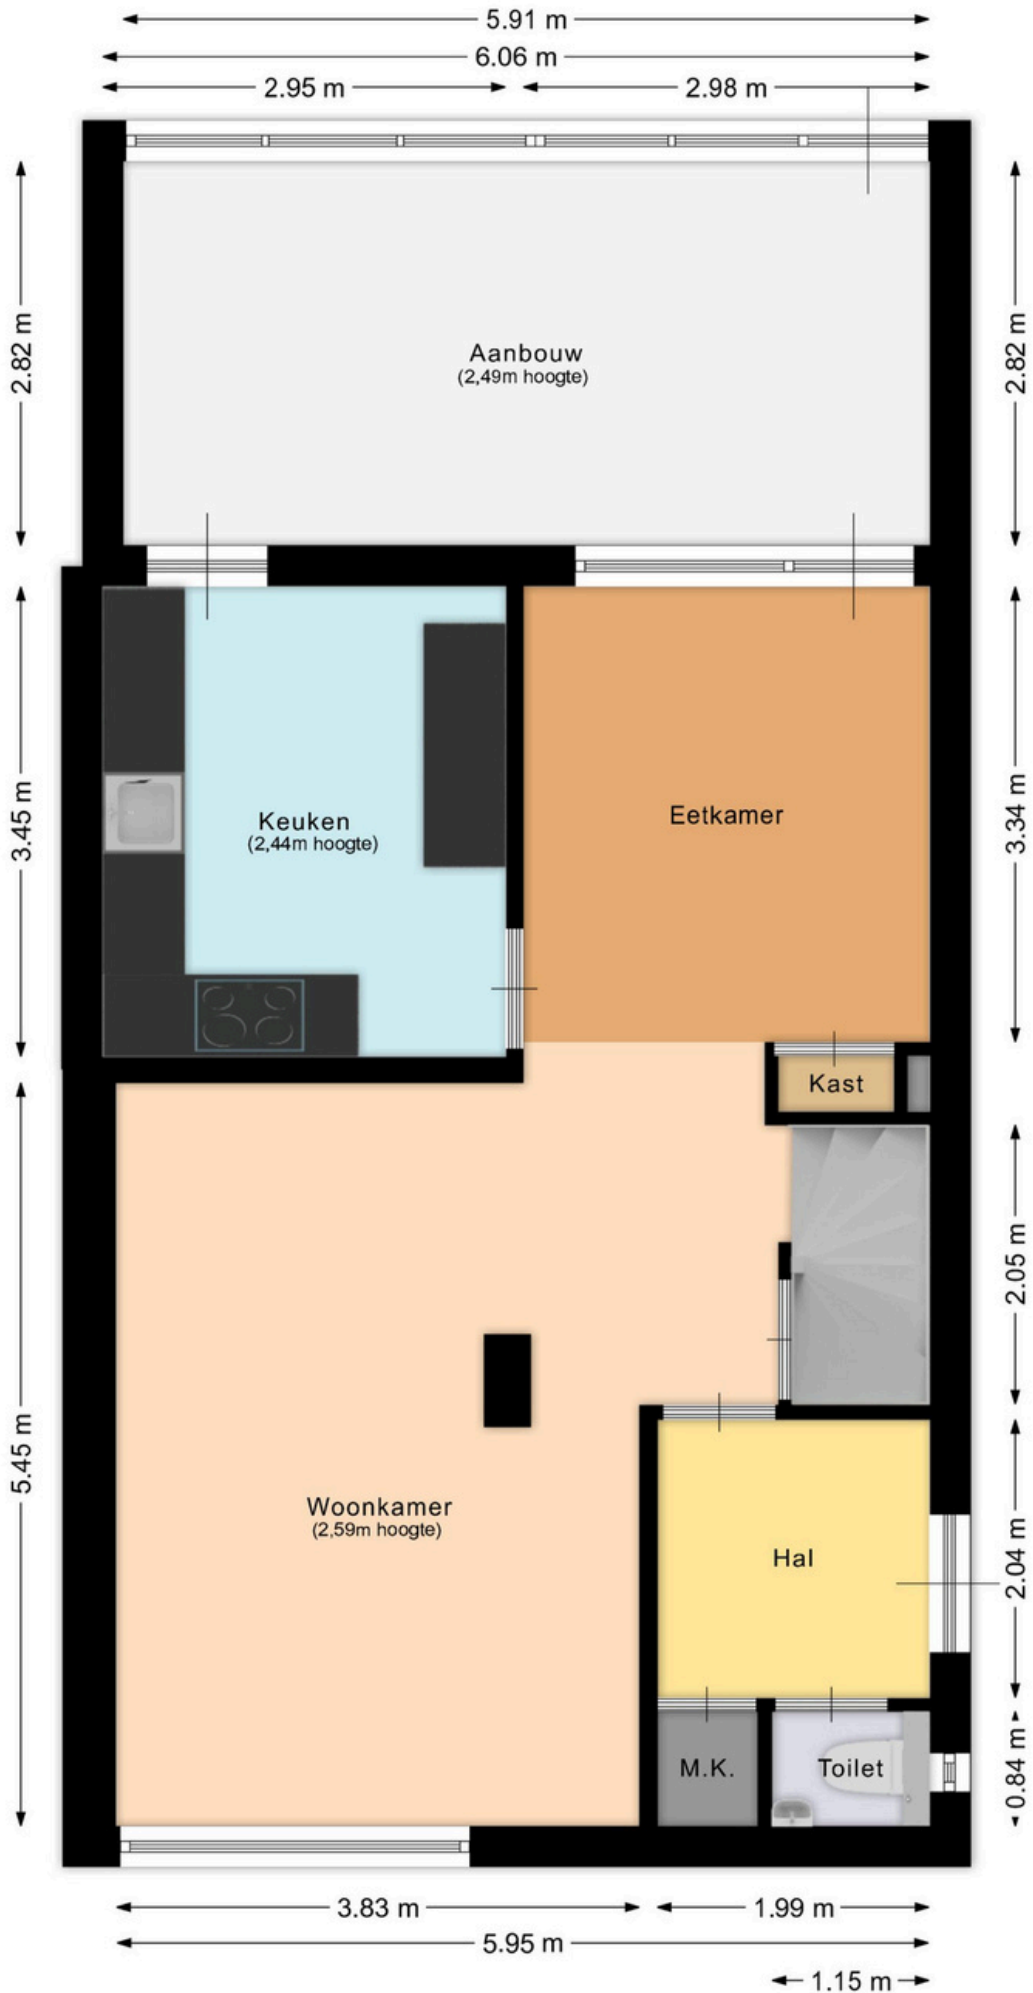 5.91 m
6.06 m
2.95 m
2.98 m
2.82 m
2.82 m
Aanbouw
(2,49m hoogte)
3.45 m
3.34 m
Keuken
(2,44m hoogte)
Eetkamer
Kast
2.05 m
5.45 m
Woonkamer
(2,59m hoogte)
Hal
2.04 m
M.K.
Toilet
0.84 m
3.83 m
1.99 m
5.95 m
1.15 m